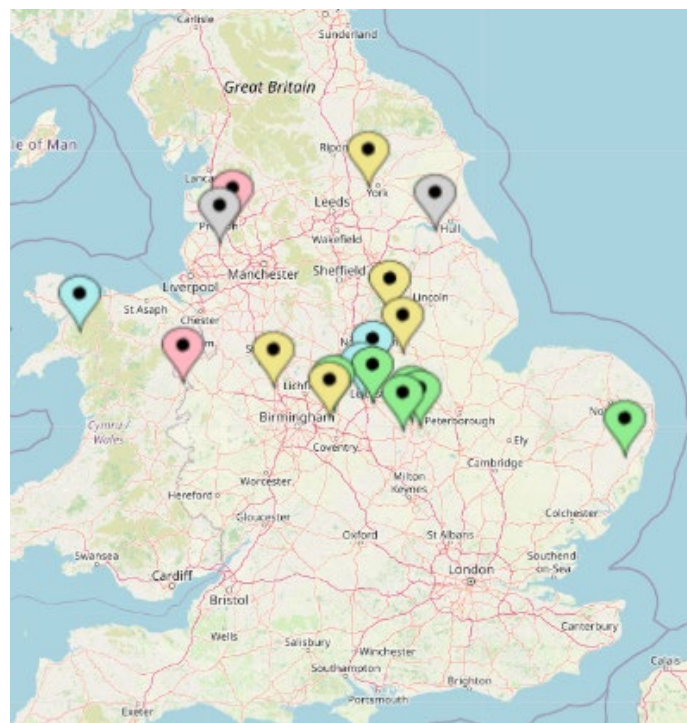 Carlisle
Sunderland
Great Britain
le of Man
Ripon
Lanca
York
Leeds
Hull
Wakefield
Manchester
Sheffield
Liverpool
Lincoln
St Asaph
Chester
Lichf
Birmingham
Peterborough
Cymru /
Wales
Coventry
Ely
Cambridge
Worcester
Milton
Keynes
Hereford
Gloucester
Colchester
Oxford
St Albans
Swansea
Southend
-on-Sea
Cardiff
London
Bristol
Wells
Canterbury
Salisbury
Winchester
Southampton
Calais
Brighton
Portsmouth
Exeter